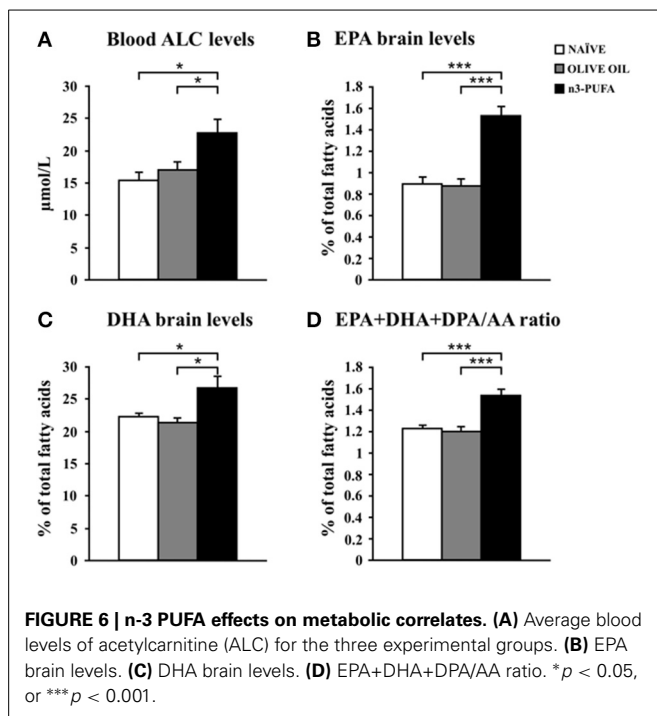 A Blood ALC levels
* 
*
30
25
20
15
10
5
0
µmol/L
B EPA brain levels
***
***
1.8
1.6
1.4
1.2
1
0.8
0.6
0.4
0.2
0
% of total fatty acids
NAÏVE
OLIVE OIL
n3-PUFA
C DHA brain levels
*
*
30
25
20
15
10
5
0
% of total fatty acids
D EPA+DHA+DPA/AA ratio
***
***
1.8
1.6
1.4
1.2
1
0.8
0.6
0.4
0.2
0
% of total fatty acids
FIGURE 6 | n-3 PUFA effects on metabolic correlates. (A) Average blood
levels of acetylcarnitine (ALC) for the three experimental groups. (B) EPA
brain levels. (C) DHA brain levels. (D) EPA+DHA+DPA/AA ratio. *p < 0.05,
or ***p < 0.001.